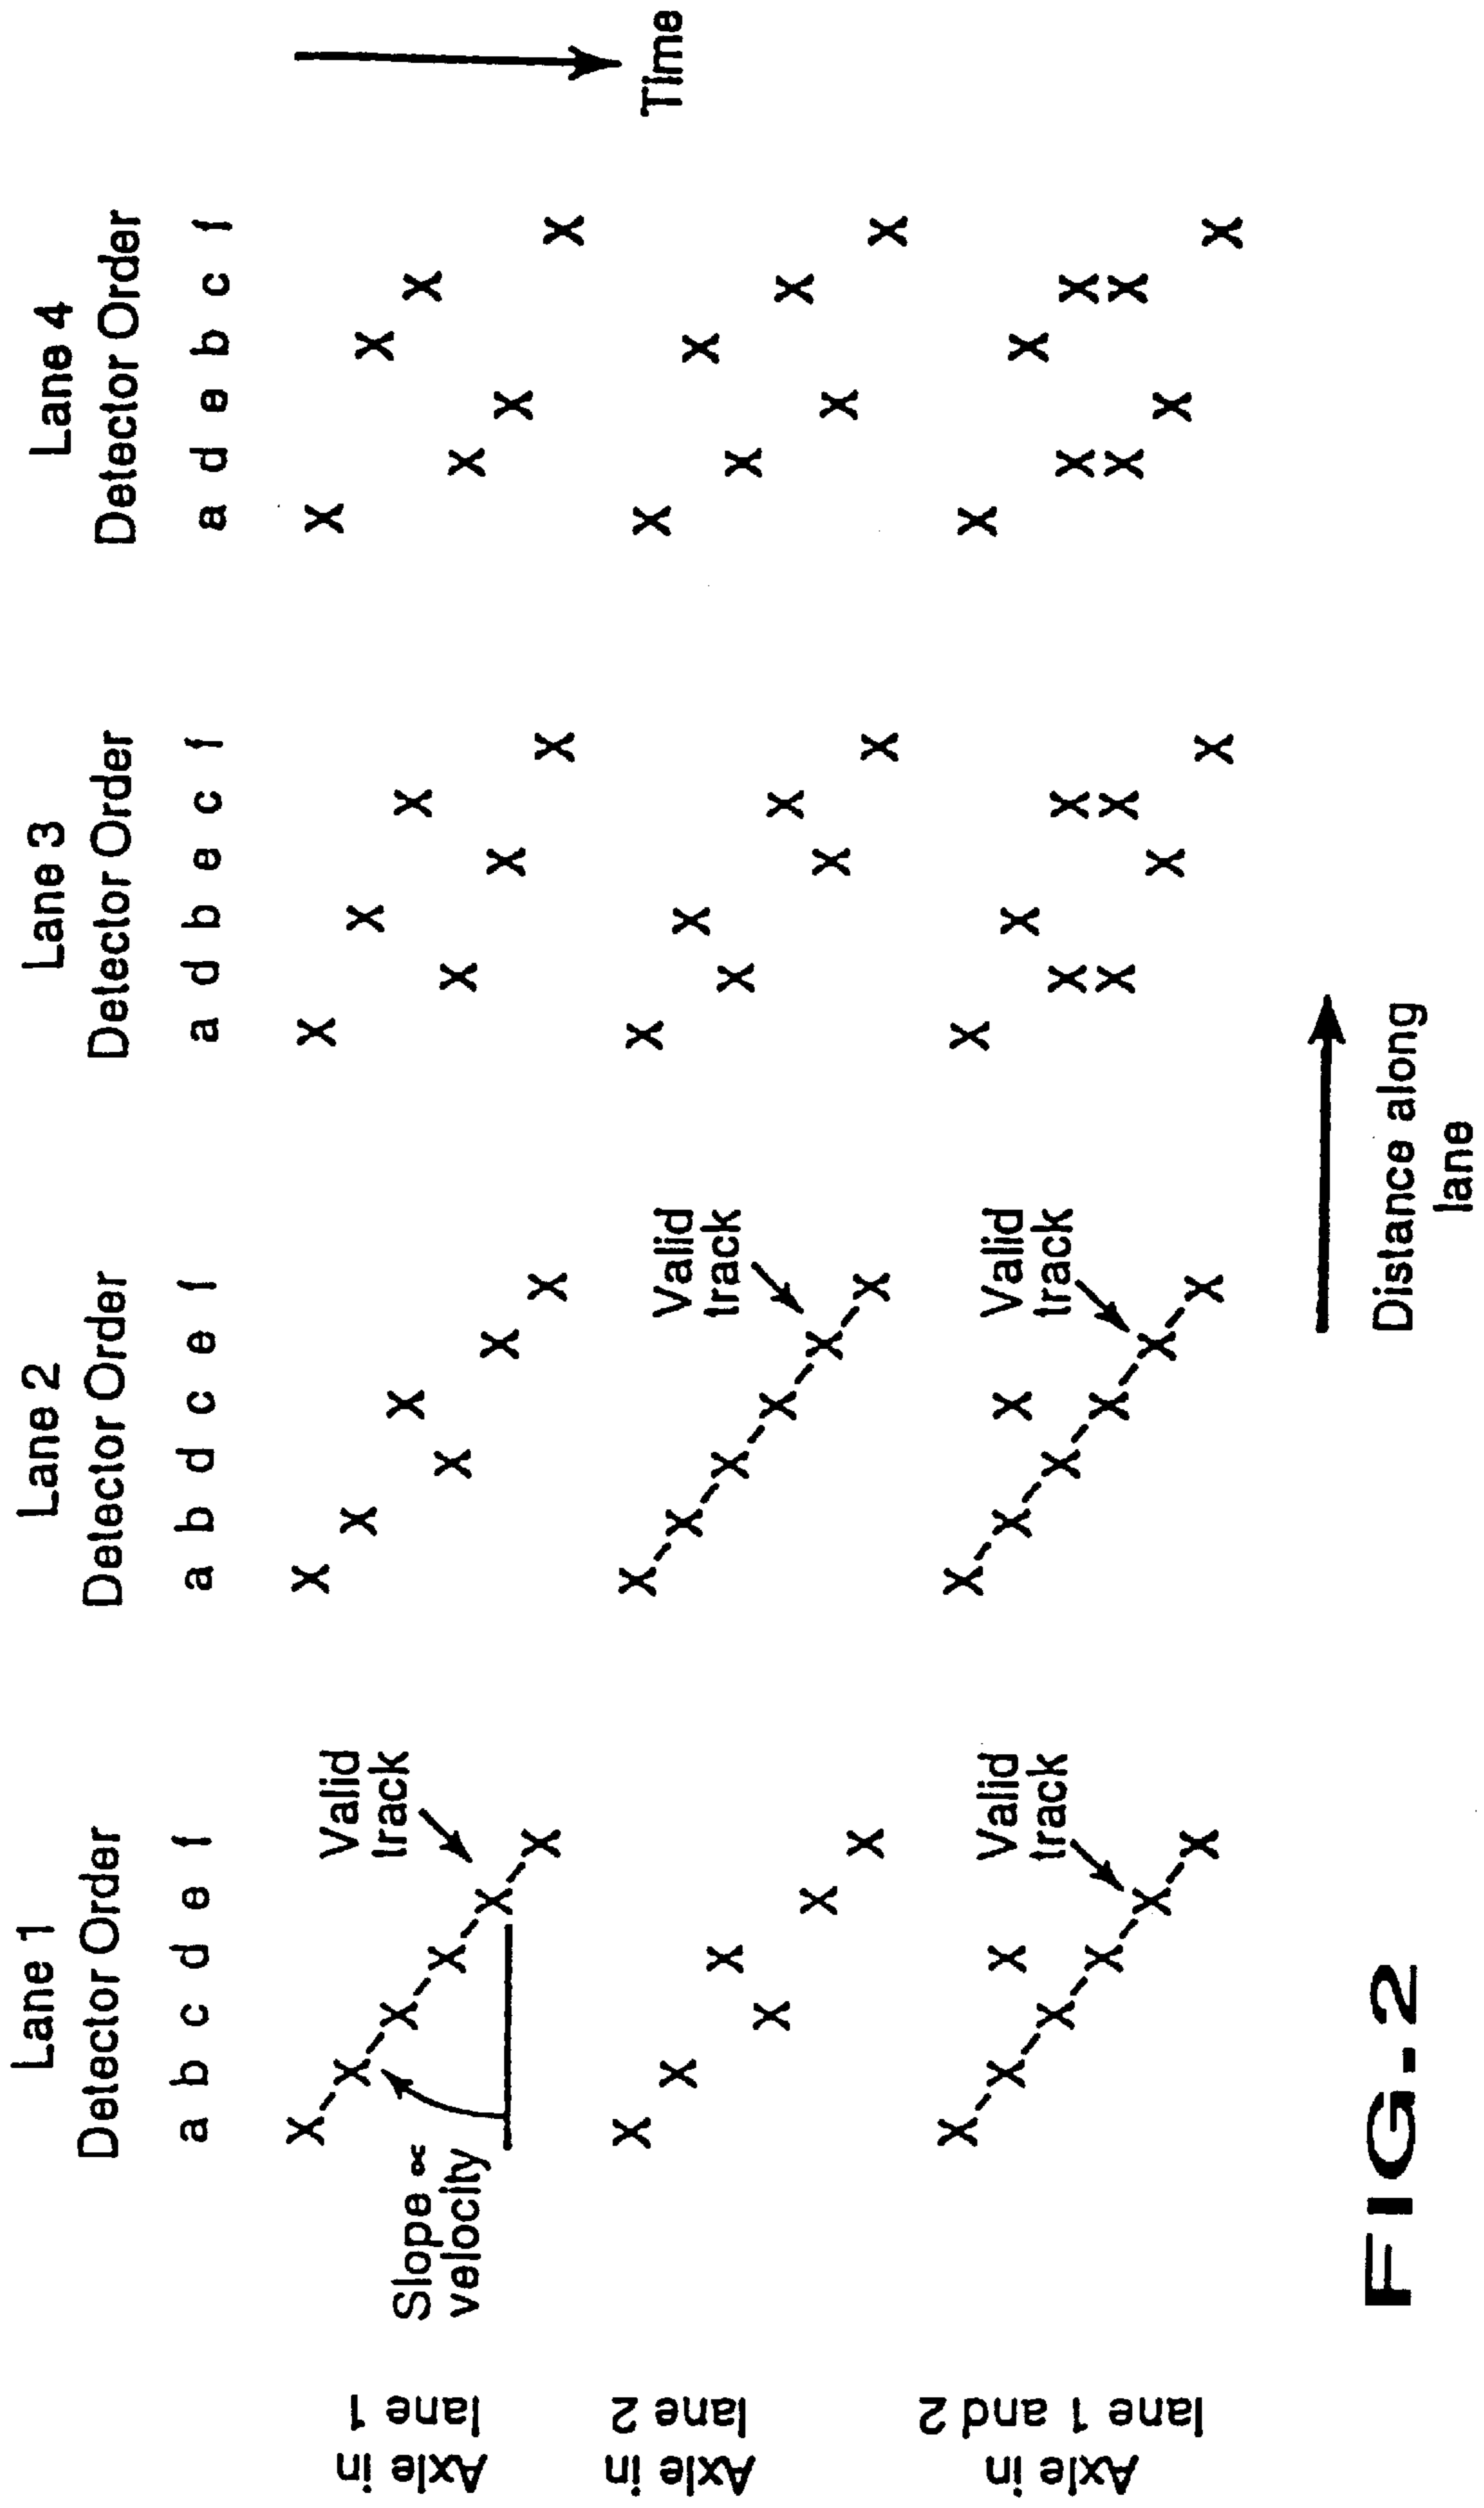 Lane 1
Detector Order
a b c d e f
Lane 2
Detector Order
a b d c e f
Lane 3
Detector Order
a d b e c f
Lane 4
Detector Order
a d e b c f
Time
Axle in
lane 1
Slope ∝
velocity
Valid
track
X X X X X X
X X X X X X
X X X X X X
X X X X X X
Axle in
lane 2
Valid
track
X X X X X X
X X X X X X
X X X X X X
X X X X X X
Axle in
lane 1 and 2
Valid
track
Valid
track
X X X X X X X
X X X X X X X
X X X X X X X X
X X X X X X X X
Distance along
lane
FIG-2